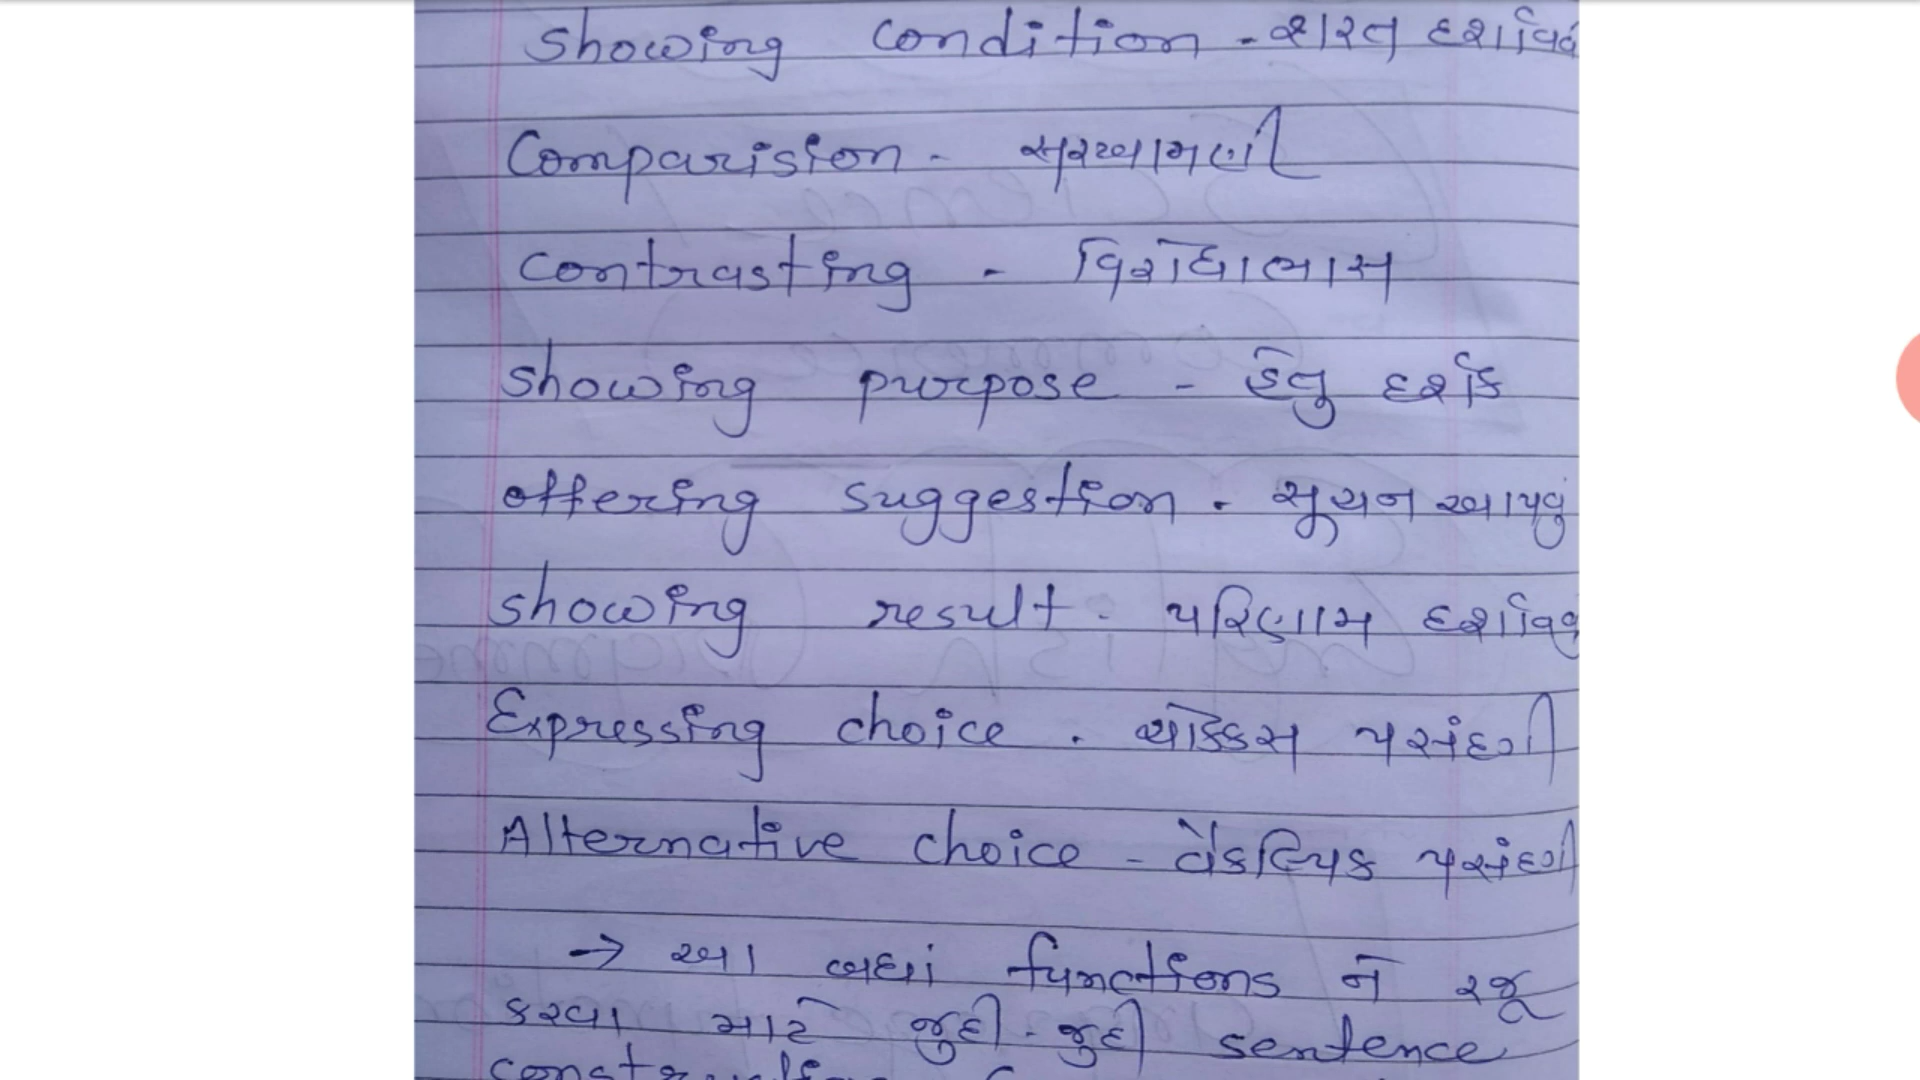 showing condition - શરત દર્શાવવું
Comparision - સરખામણી
contrasting - વિરોધાભાસ
showing purpose - હેતુ દર્શક
offering suggestion - સૂચન આપવું
showing result - પરિણામ દર્શાવવું
Expressing choice - ચોક્કસ પસંદગી
Alternative choice - વૈકલ્પિક પસંદગી
→ આ બધાં functions ને રજૂ
કરવા માટે જુદી-જુદી sentence